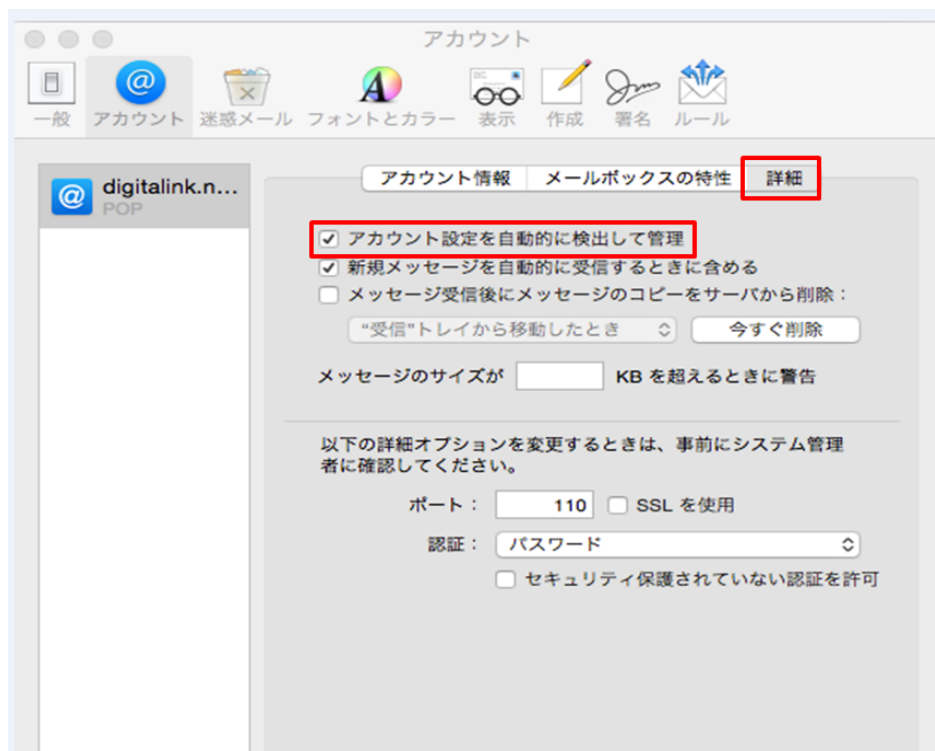 アカウント
一般 アカウント 迷惑メール フォントとカラー 表示 作成 署名 ルール
digitalink.n...
POP
アカウント情報 メールボックスの特性 詳細
アカウント設定を自動的に検出して管理
新規メッセージを自動的に受信するときに含める
メッセージ受信後にメッセージのコピーをサーバから削除：
“受信”トレイから移動したとき 今すぐ削除
メッセージのサイズが KB を超えるときに警告
以下の詳細オプションを変更するときは、事前にシステム管理
者に確認してください。
ポート： 110 SSL を使用
認証： パスワード
セキュリティ保護されていない認証を許可